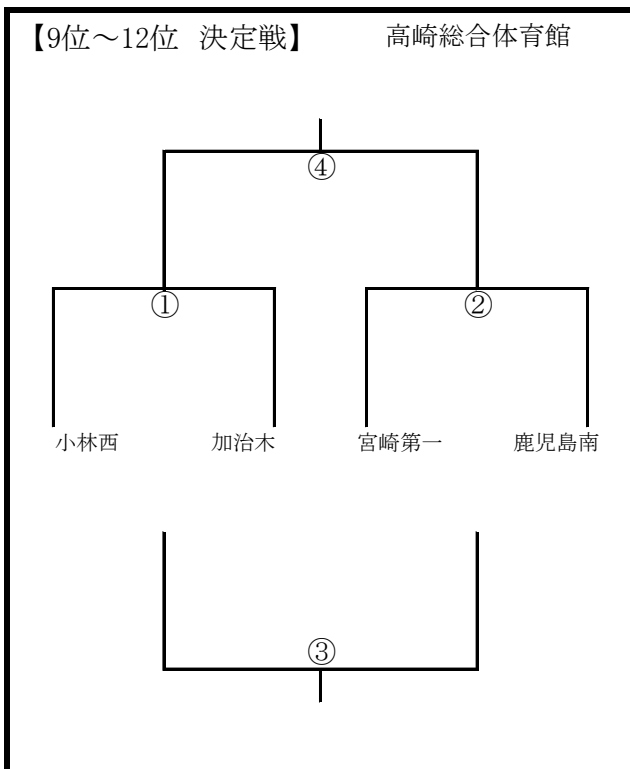 【9位～12位 決定戦】 高崎総合体育館
④
① ②
小林西 加治木 宮崎第一 鹿児島南
③